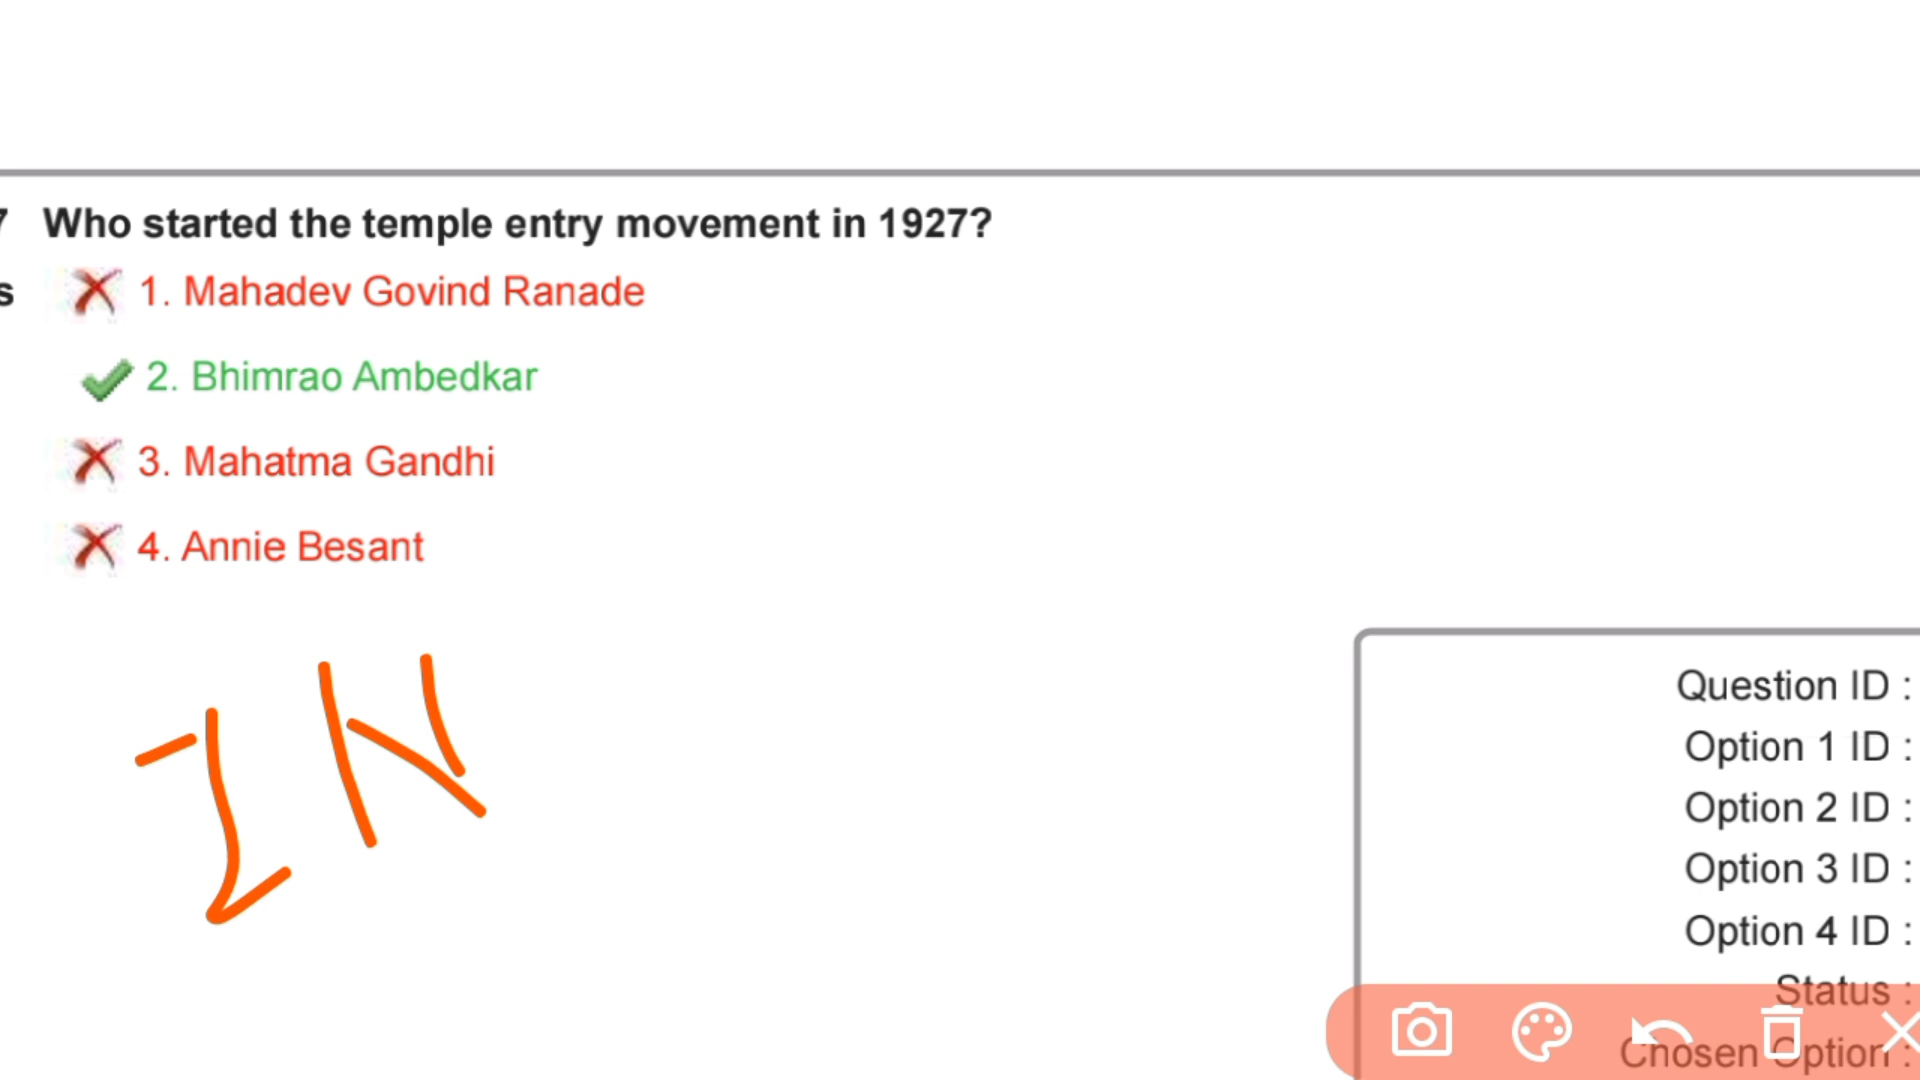 7 Who started the temple entry movement in 1927?
s 1. Mahadev Govind Ranade
2. Bhimrao Ambedkar
3. Mahatma Gandhi
4. Annie Besant
IN
Question ID :
Option 1 ID :
Option 2 ID :
Option 3 ID :
Option 4 ID :
Status :
Chosen Option :